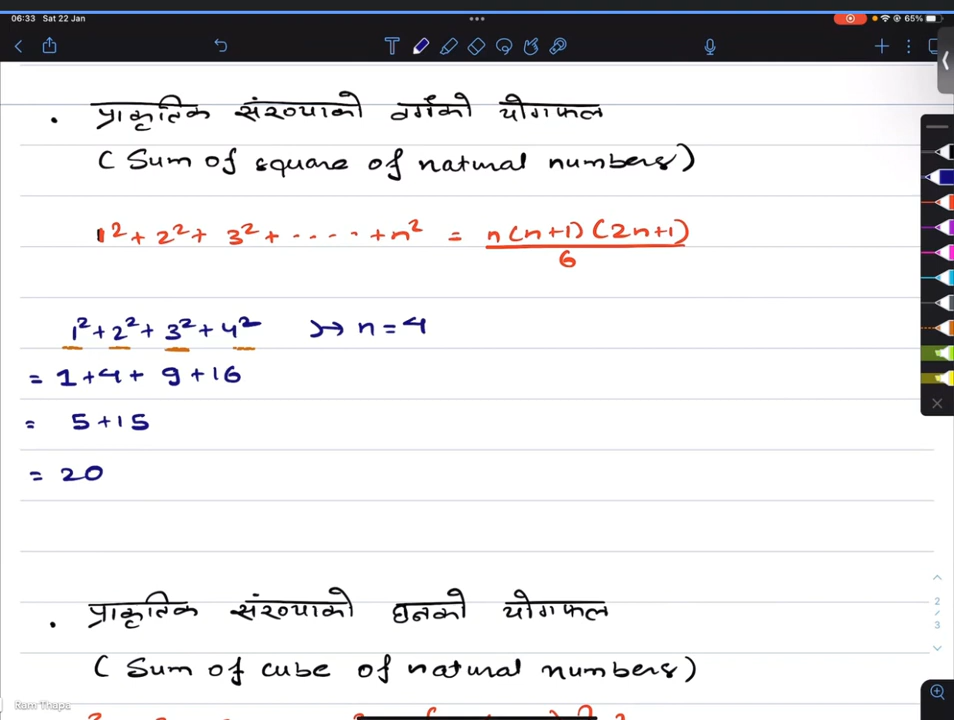 06:33 Sat 22 Jan
65%
• प्राकृतिक संख्याको वर्गको योगफल
( Sum of square of natural numbers)
1² + 2² + 3² + ..... + n² = n(n+1)(2n+1)/6
1² + 2² + 3² + 4² ↣ n = 4
= 1 + 4 + 9 + 16
= 5 + 15
= 20
• प्राकृतिक संख्याको घनको योगफल
( Sum of cube of natural numbers)
2
/
3
Ram Thapa